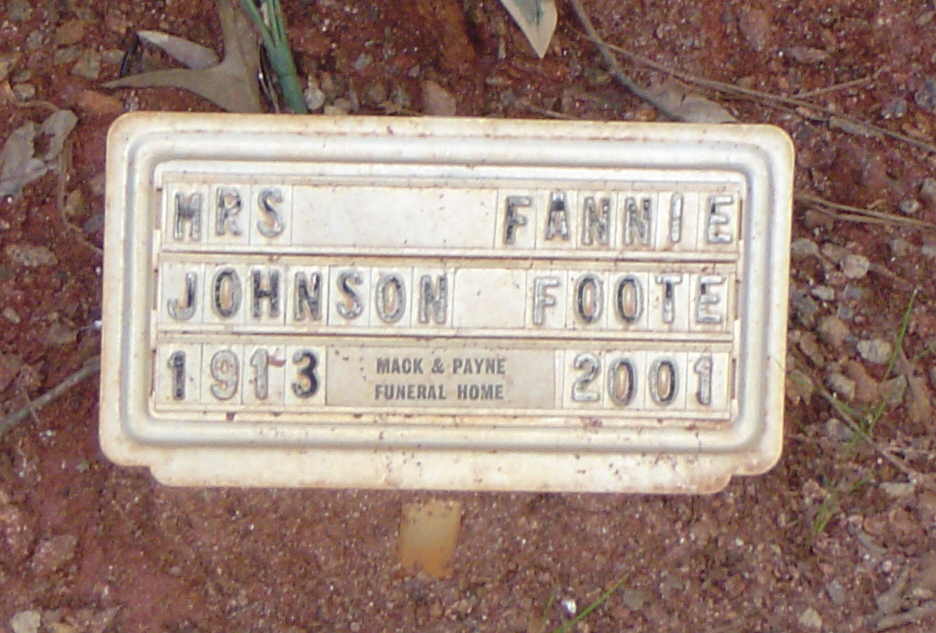 MRS FANNIE
JOHNSON FOOTE
1913 MACK & PAYNE FUNERAL HOME 2001